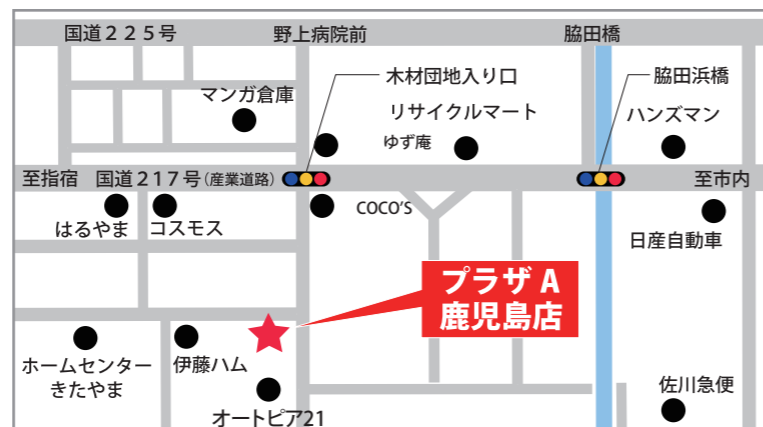 国道２２５号
野上病院前
脇田橋
木材団地入り口
脇田浜橋
マンガ倉庫
リサイクルマート
ハンズマン
ゆず庵
至指宿
国道217号(産業道路)
至市内
COCO'S
はるやま
コスモス
日産自動車
プラザ A
鹿児島店
ホームセンター
きたやま
伊藤ハム
佐川急便
オートピア21